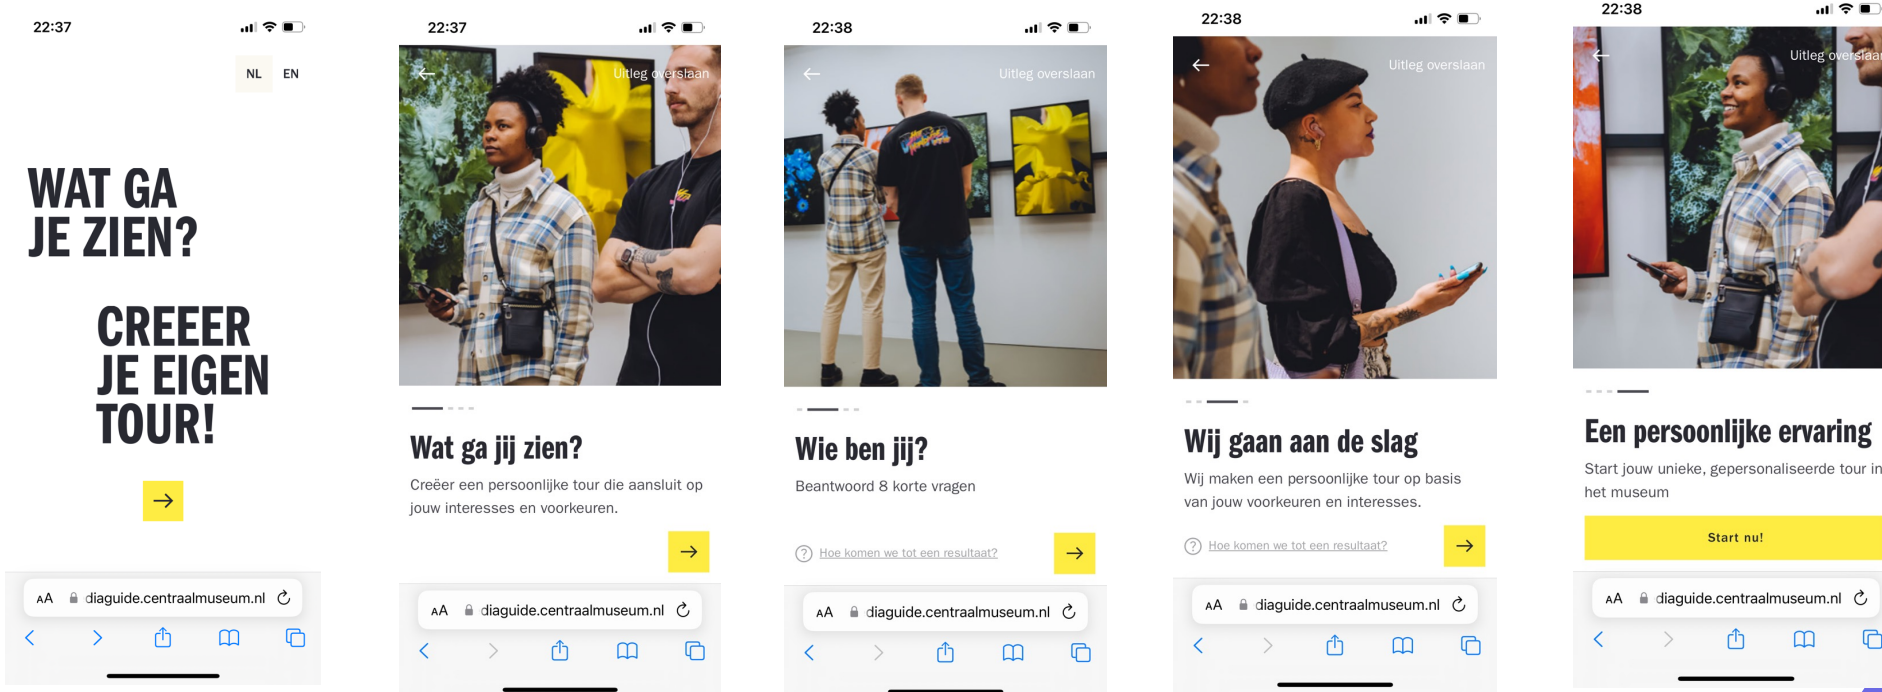 22:37
NL EN
WAT GA
JE ZIEN?
CREEER
JE EIGEN
TOUR!
AA diaguide.centraalmuseum.nl
22:37
Uitleg overslaan
Wat ga jij zien?
Creëer een persoonlijke tour die aansluit op
jouw interesses en voorkeuren.
AA diaguide.centraalmuseum.nl
22:38
Uitleg overslaan
Wie ben jij?
Beantwoord 8 korte vragen
? Hoe komen we tot een resultaat?
AA diaguide.centraalmuseum.nl
22:38
Uitleg overslaan
Wij gaan aan de slag
Wij maken een persoonlijke tour op basis
van jouw voorkeuren en interesses.
? Hoe komen we tot een resultaat?
AA diaguide.centraalmuseum.nl
22:38
Uitleg overslaan
Een persoonlijke ervaring
Start jouw unieke, gepersonaliseerde tour in
het museum
Start nu!
AA diaguide.centraalmuseum.nl